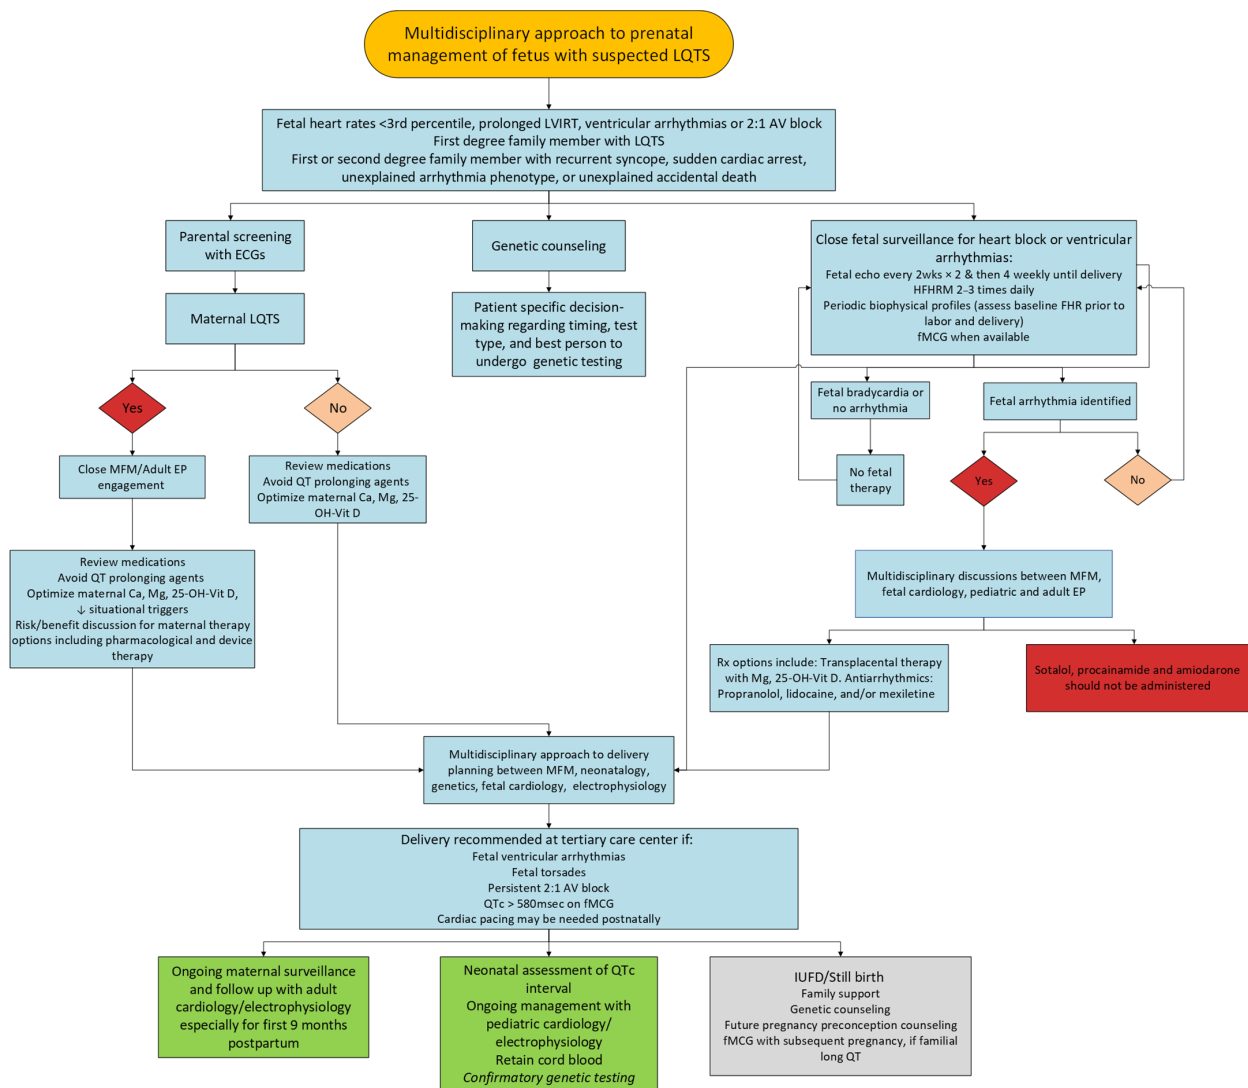 Multidisciplinary approach to prenatal
management of fetus with suspected LQTS
Fetal heart rates <3rd percentile, prolonged LVIRT, ventricular arrhythmias or 2:1 AV block
First degree family member with LQTS
First or second degree family member with recurrent syncope, sudden cardiac arrest,
unexplained arrhythmia phenotype, or unexplained accidental death
Parental screening
with ECGs
Genetic counseling
Close fetal surveillance for heart block or ventricular
arrhythmias:
Fetal echo every 2wks × 2 & then 4 weekly until delivery
HFHRM 2–3 times daily
Periodic biophysical profiles (assess baseline FHR prior to
labor and delivery)
fMCG when available
Maternal LQTS
Patient specific decision-
making regarding timing, test
type, and best person to
undergo genetic testing
Yes
No
Fetal bradycardia or
no arrhythmia
Fetal arrhythmia identified
Close MFM/Adult EP
engagement
Review medications
Avoid QT prolonging agents
Optimize maternal Ca, Mg, 25-
OH-Vit D
No fetal
therapy
Yes
No
Review medications
Avoid QT prolonging agents
Optimize maternal Ca, Mg, 25-OH-Vit D,
↓ situational triggers
Risk/benefit discussion for maternal therapy
options including pharmacological and device
therapy
Multidisciplinary discussions between MFM,
fetal cardiology, pediatric and adult EP
Rx options include: Transplacental therapy
with Mg, 25-OH-Vit D. Antiarrhythmics:
Propranolol, lidocaine, and/or mexiletine
Sotalol, procainamide and amiodarone
should not be administered
Multidisciplinary approach to delivery
planning between MFM, neonatalogy,
genetics, fetal cardiology, electrophysiology
Delivery recommended at tertiary care center if:
Fetal ventricular arrhythmias
Fetal torsades
Persistent 2:1 AV block
QTc > 580msec on fMCG
Cardiac pacing may be needed postnatally
Ongoing maternal surveillance
and follow up with adult
cardiology/electrophysiology
especially for first 9 months
postpartum
Neonatal assessment of QTc
interval
Ongoing management with
pediatric cardiology/
electrophysiology
Retain cord blood
Confirmatory genetic testing
IUFD/Still birth
Family support
Genetic counseling
Future pregnancy preconception counseling
fMCG with subsequent pregnancy, if familial
long QT